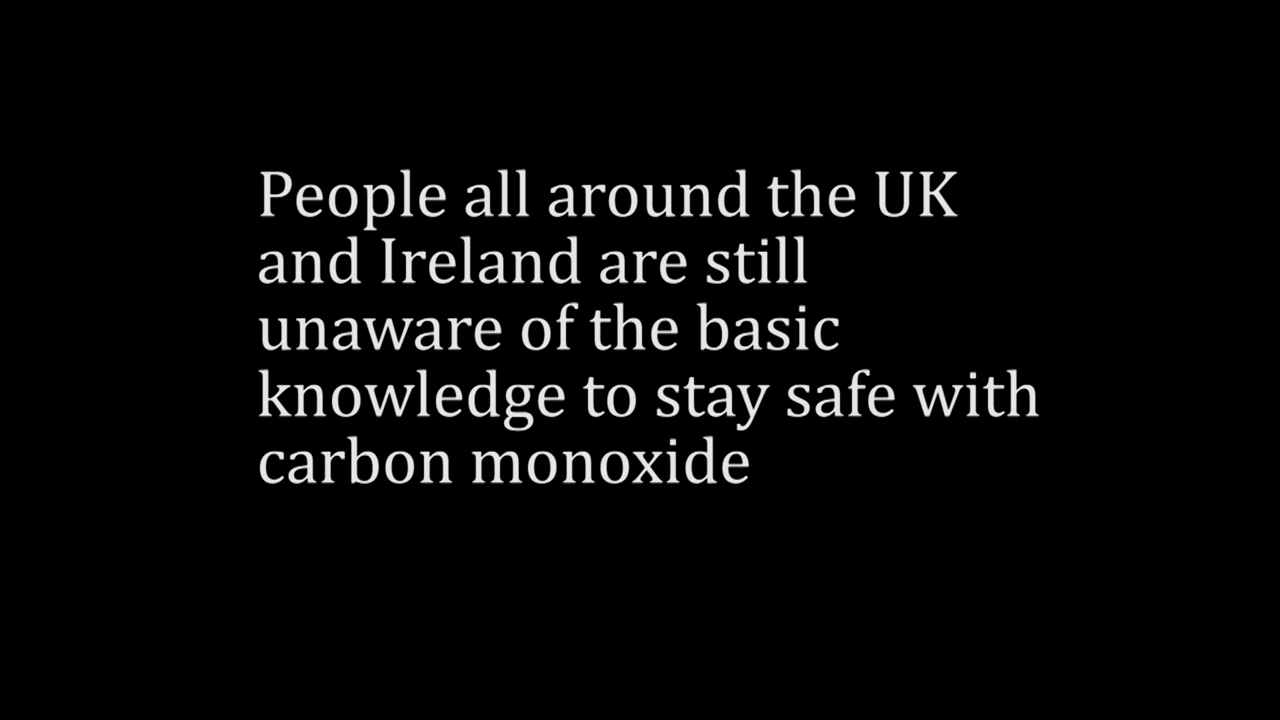 People all around the UK
and Ireland are still
unaware of the basic
knowledge to stay safe with
carbon monoxide